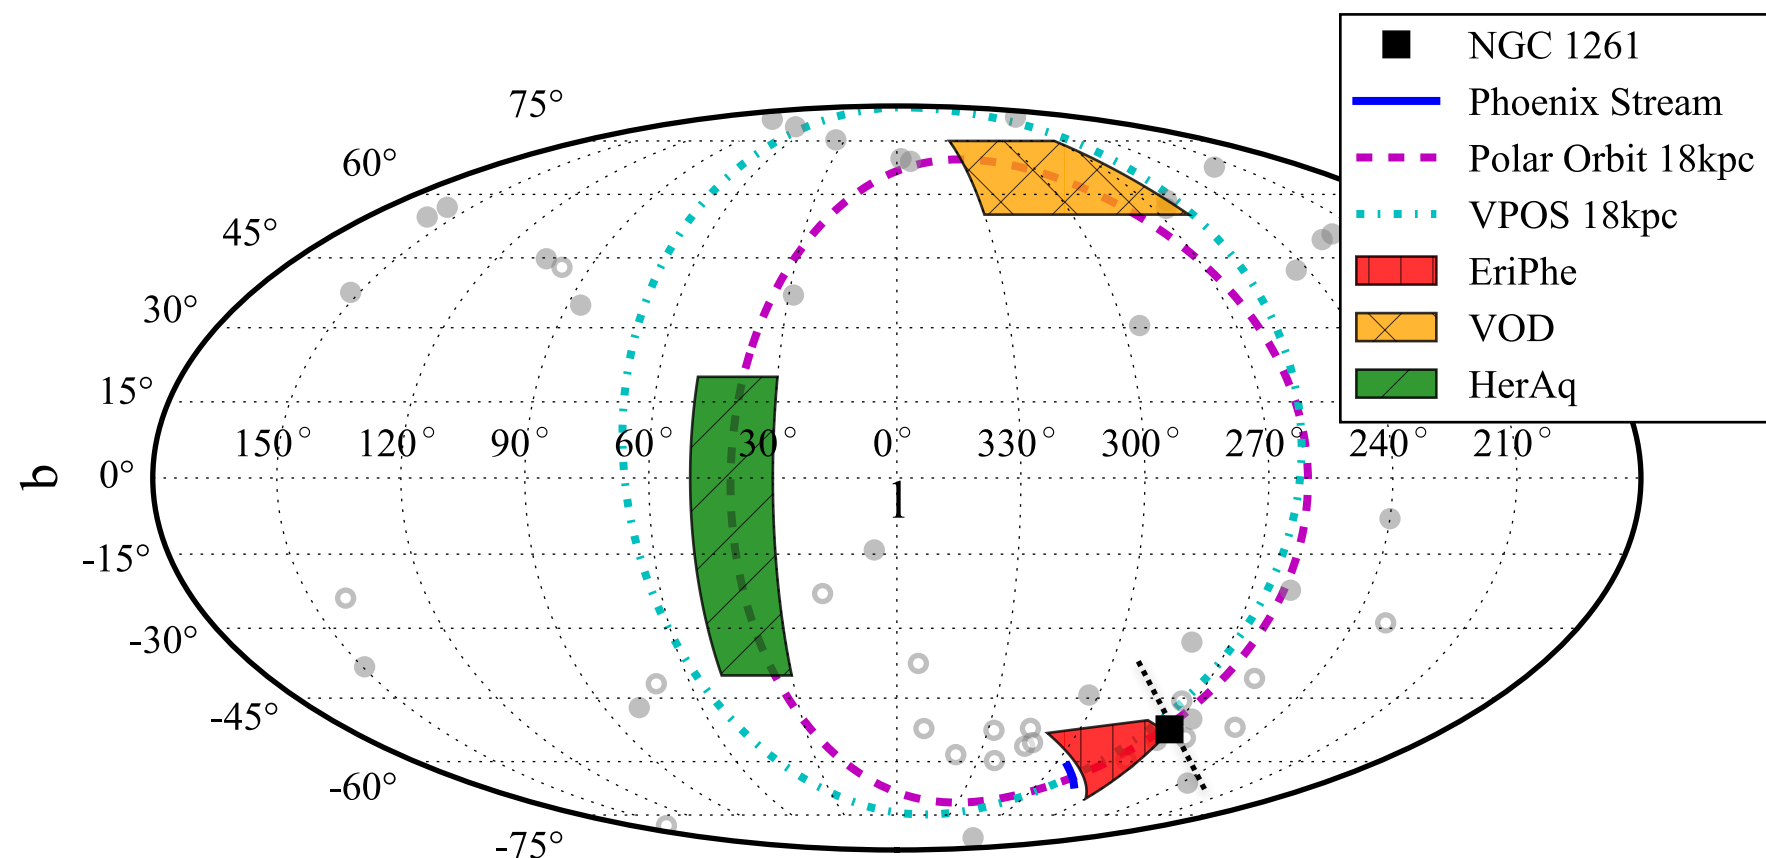 NGC 1261
Phoenix Stream
Polar Orbit 18kpc
VPOS 18kpc
EriPhe
VOD
HerAq
75°
60°
45°
30°
15°
0°
-15°
-30°
-45°
-60°
-75°
150° 120° 90° 60° 30° 0° 330° 300° 270° 240° 210°
b
l